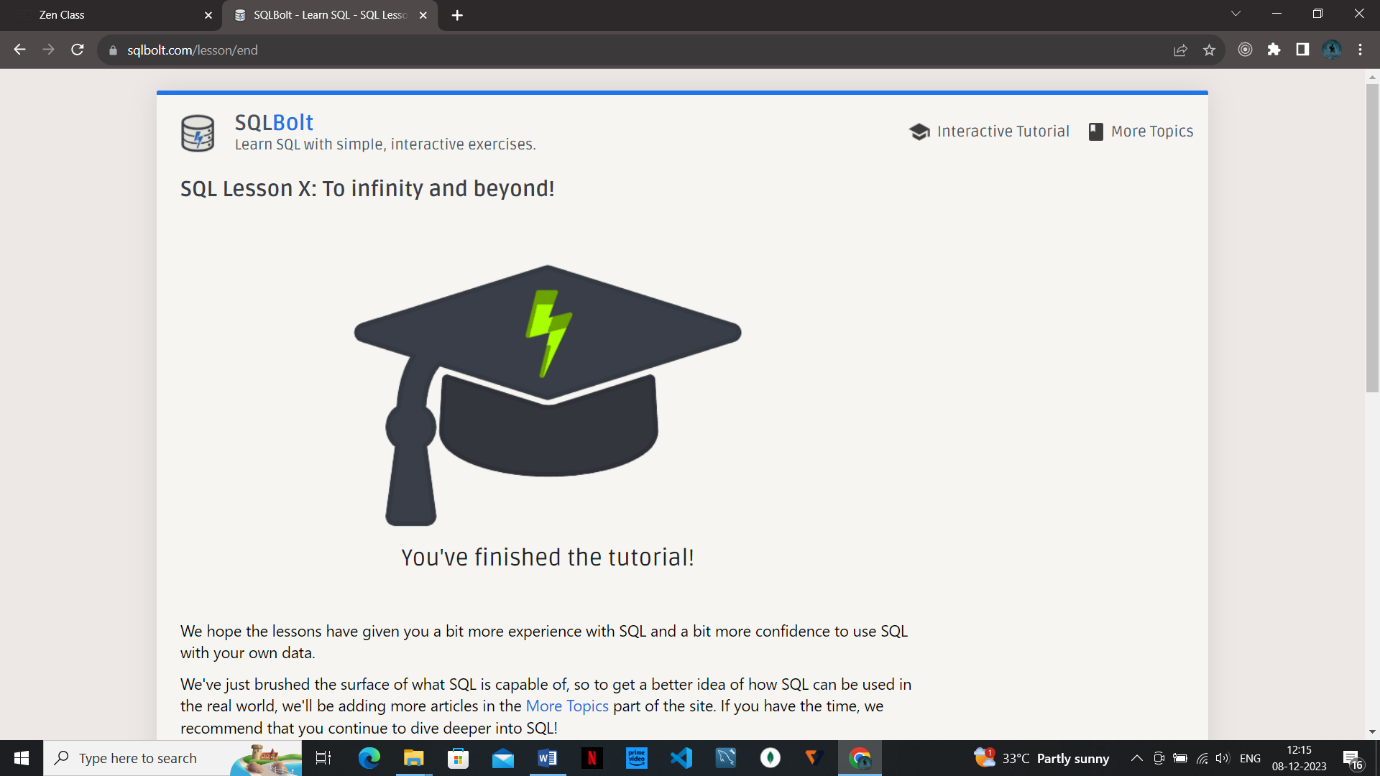 Zen Class
SQLBolt - Learn SQL - SQL Lesso
sqlbolt.com/lesson/end
SQLBolt
Learn SQL with simple, interactive exercises.
Interactive Tutorial
More Topics
SQL Lesson X: To infinity and beyond!
You've finished the tutorial!
We hope the lessons have given you a bit more experience with SQL and a bit more confidence to use SQL
with your own data.
We've just brushed the surface of what SQL is capable of, so to get a better idea of how SQL can be used in
the real world, we'll be adding more articles in the More Topics part of the site. If you have the time, we
recommend that you continue to dive deeper into SQL!
Type here to search
prime video
1
33°C Partly sunny
ENG
12:15
08-12-2023
16